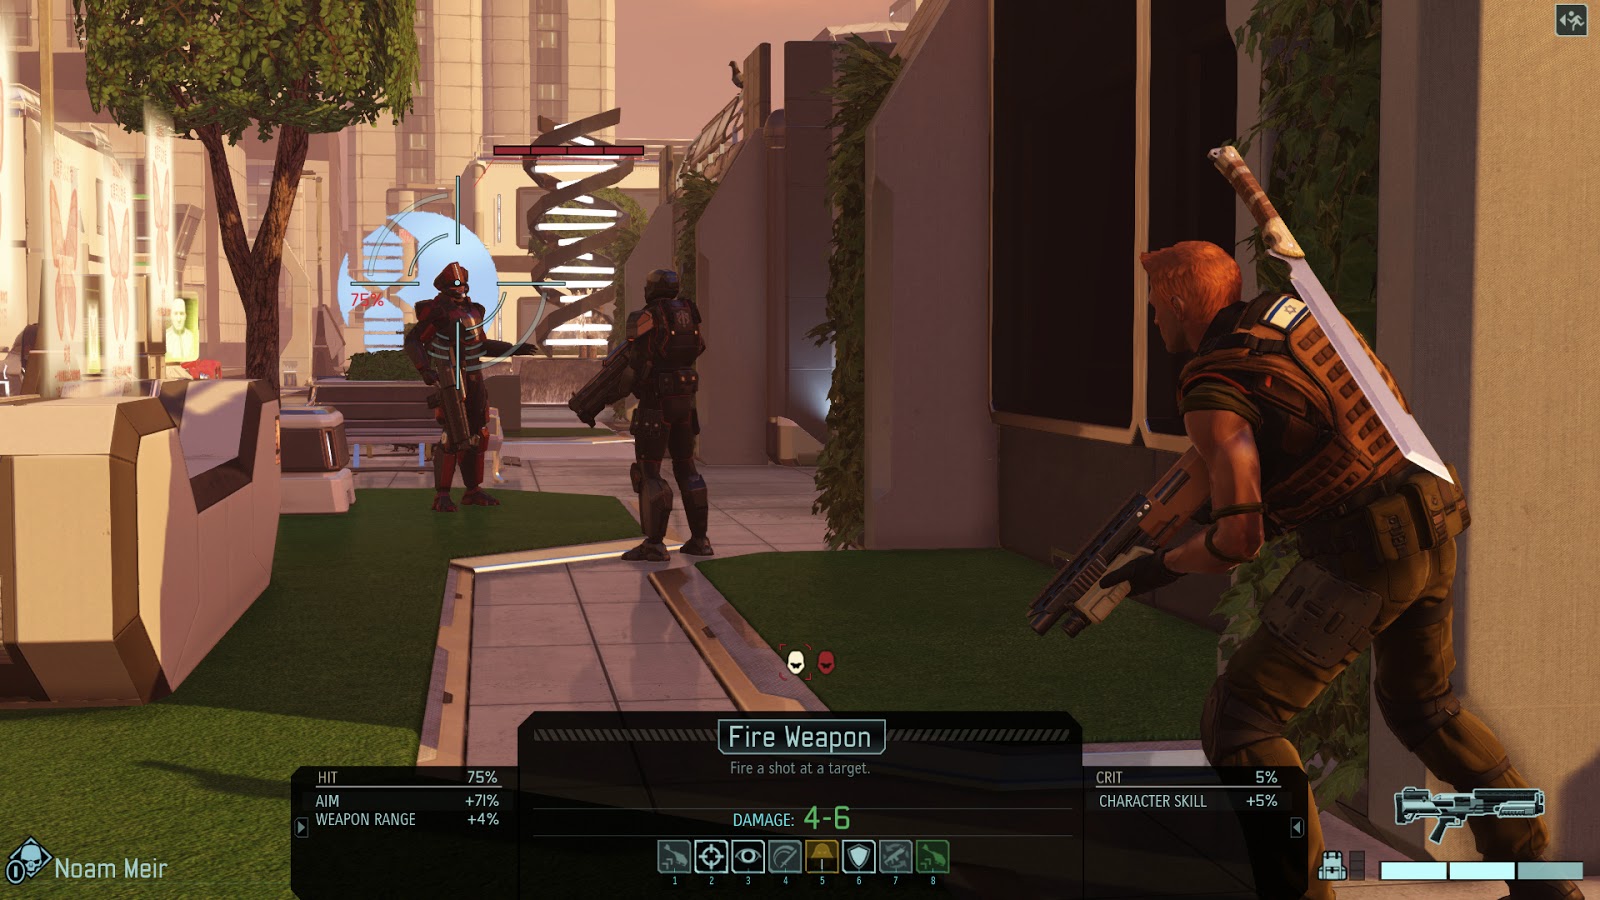 75%
Fire Weapon
Fire a shot at a target.
HIT 75%
AIM +71%
WEAPON RANGE +4%
DAMAGE: 4-6
CRIT 5%
CHARACTER SKILL +5%
1 2 3 4 5 6 7 8
Noam Meir